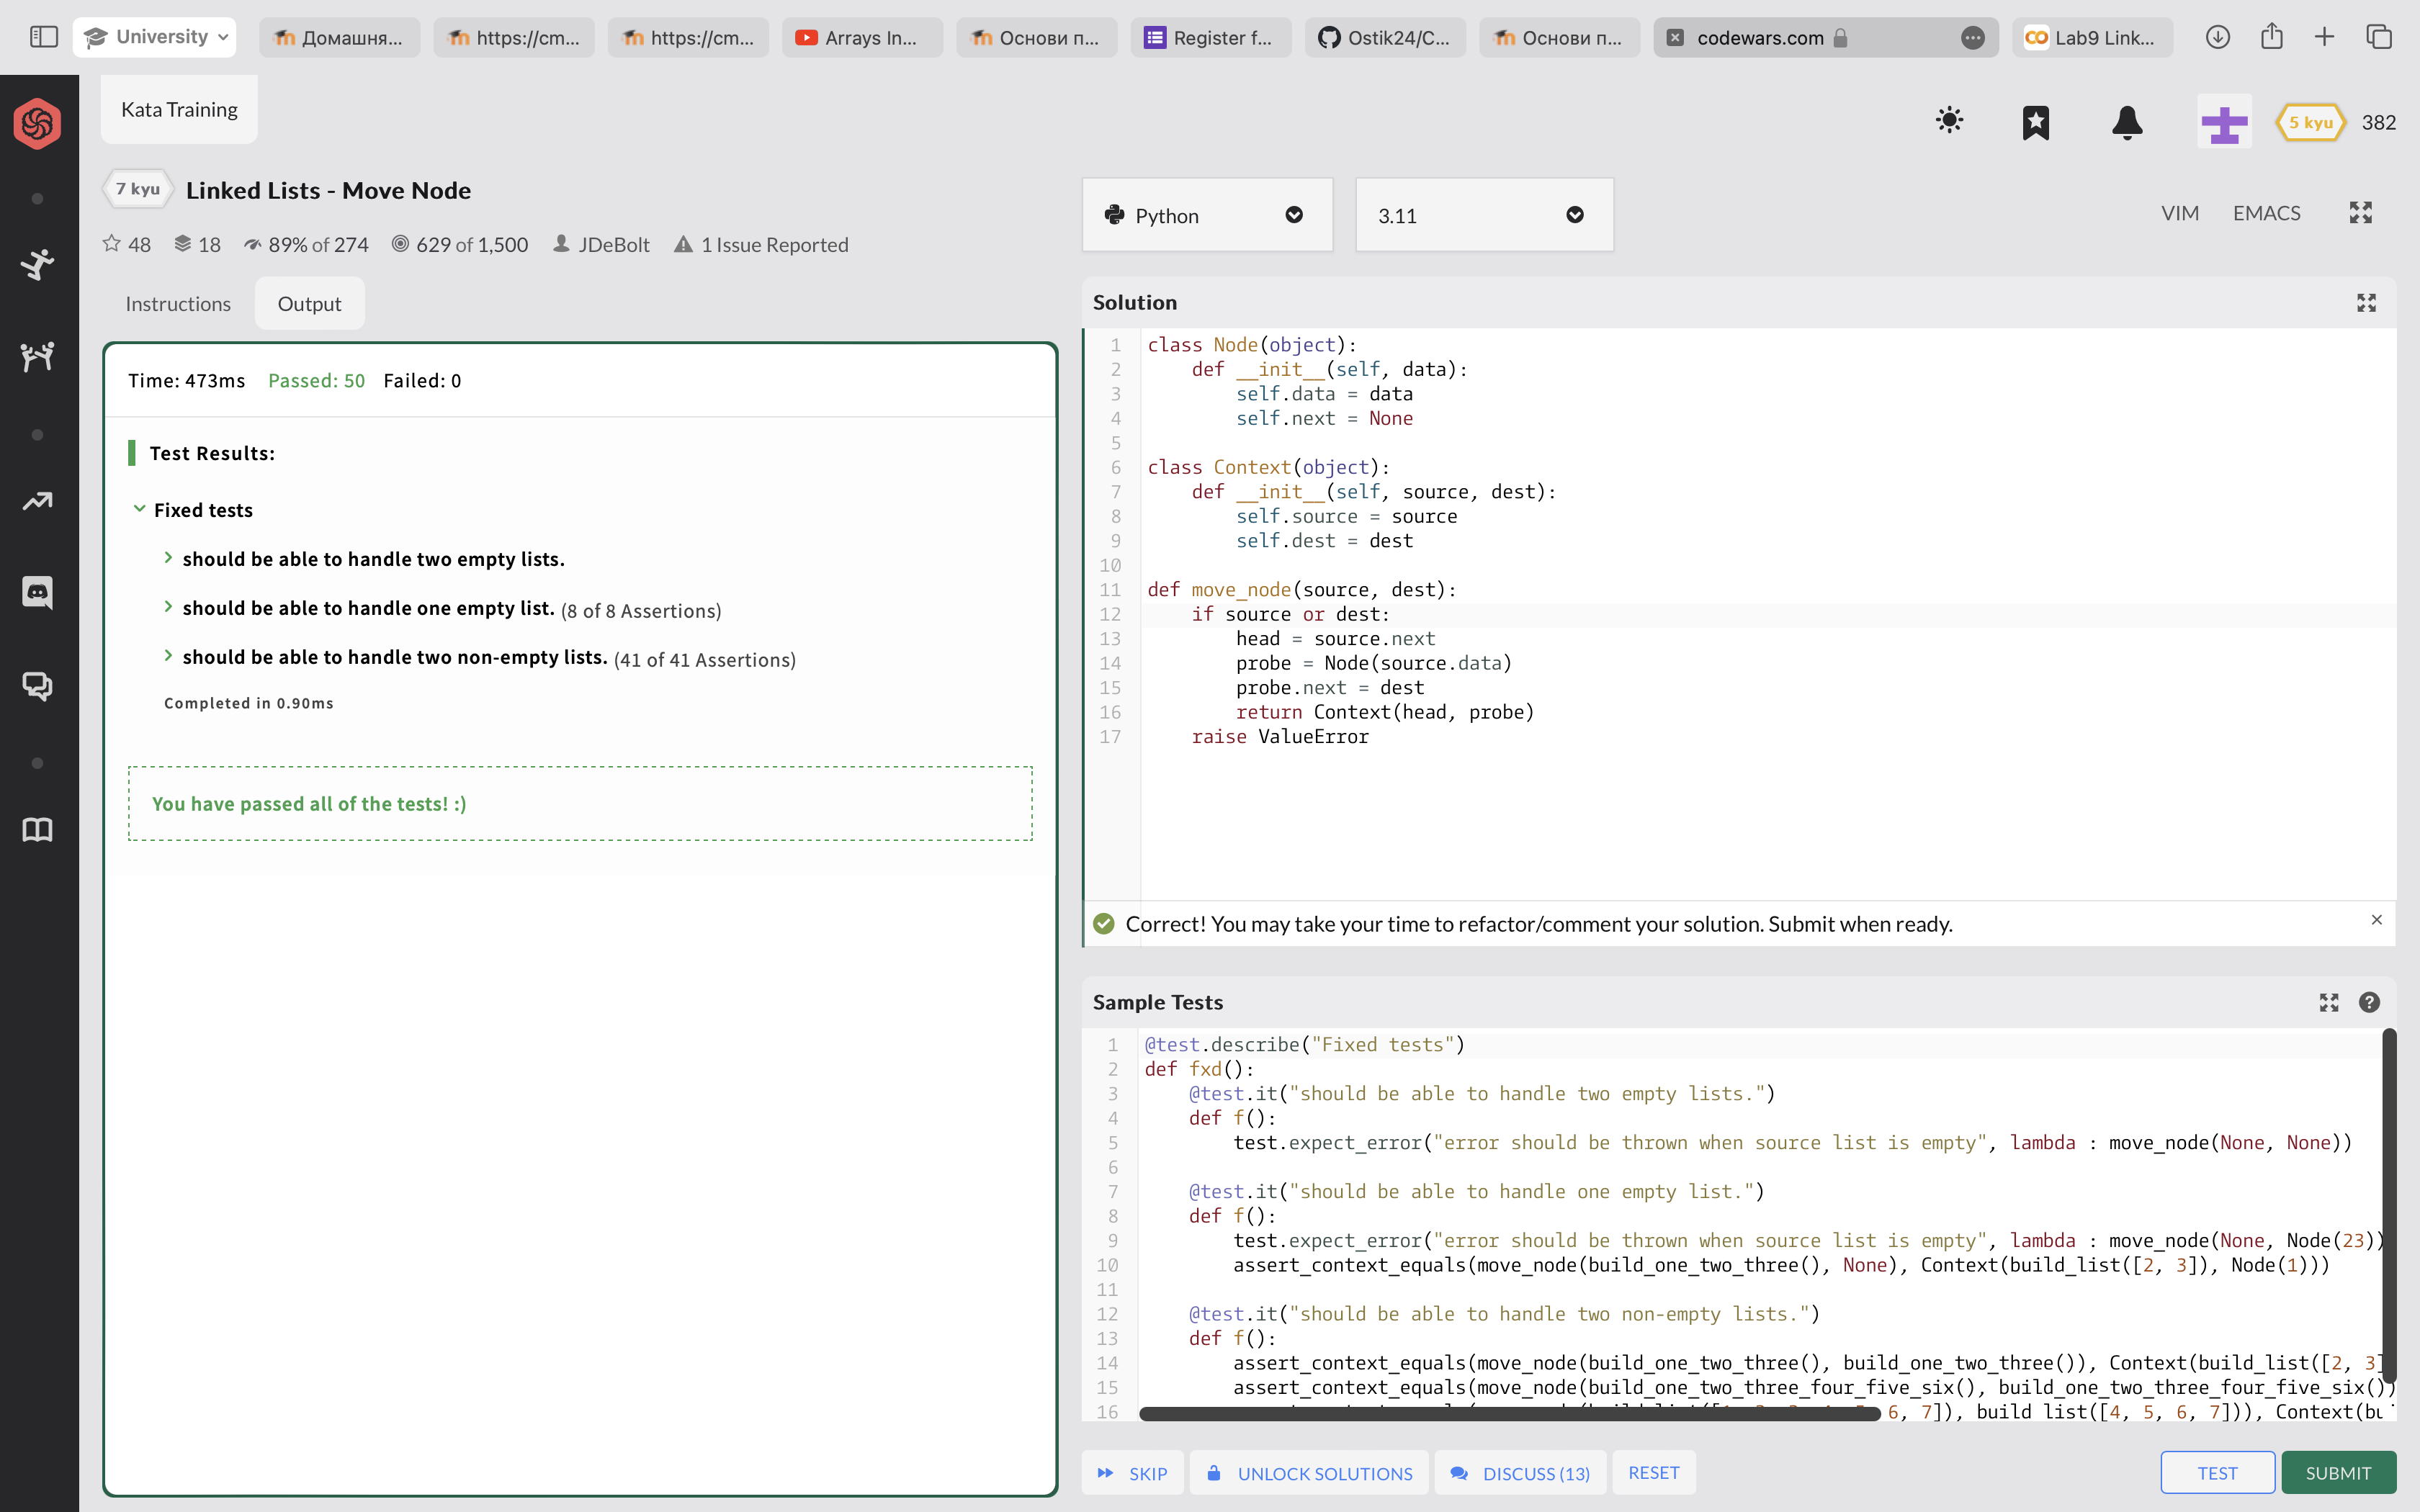 University
Домашня...
https://cm...
https://cm...
Arrays In...
Основи п...
Register f...
Ostik24/C...
Основи п...
codewars.com
Lab9 Link...
Kata Training
5 kyu 382
7 kyu Linked Lists - Move Node
48 18 89% of 274 629 of 1,500 JDeBolt 1 Issue Reported
Python
3.11
VIM EMACS
Instructions Output
Time: 473ms Passed: 50 Failed: 0
Test Results:
Fixed tests
should be able to handle two empty lists.
should be able to handle one empty list. (8 of 8 Assertions)
should be able to handle two non-empty lists. (41 of 41 Assertions)
Completed in 0.90ms
You have passed all of the tests! :)
Solution
1 class Node(object):
2     def __init__(self, data):
3         self.data = data
4         self.next = None
5
6 class Context(object):
7     def __init__(self, source, dest):
8         self.source = source
9         self.dest = dest
10
11 def move_node(source, dest):
12     if source or dest:
13         head = source.next
14         probe = Node(source.data)
15         probe.next = dest
16         return Context(head, probe)
17     raise ValueError
Correct! You may take your time to refactor/comment your solution. Submit when ready.
Sample Tests
1 @test.describe("Fixed tests")
2 def fxd():
3     @test.it("should be able to handle two empty lists.")
4     def f():
5         test.expect_error("error should be thrown when source list is empty", lambda : move_node(None, None))
6
7     @test.it("should be able to handle one empty list.")
8     def f():
9         test.expect_error("error should be thrown when source list is empty", lambda : move_node(None, Node(23))
10         assert_context_equals(move_node(build_one_two_three(), None), Context(build_list([2, 3]), Node(1)))
11
12     @test.it("should be able to handle two non-empty lists.")
13     def f():
14         assert_context_equals(move_node(build_one_two_three(), build_one_two_three()), Context(build_list([2, 3]
15         assert_context_equals(move_node(build_one_two_three_four_five_six(), build_one_two_three_four_five_six())
16 6, 7]), build_list([4, 5, 6, 7])), Context(bu
SKIP
UNLOCK SOLUTIONS
DISCUSS (13)
RESET
TEST
SUBMIT